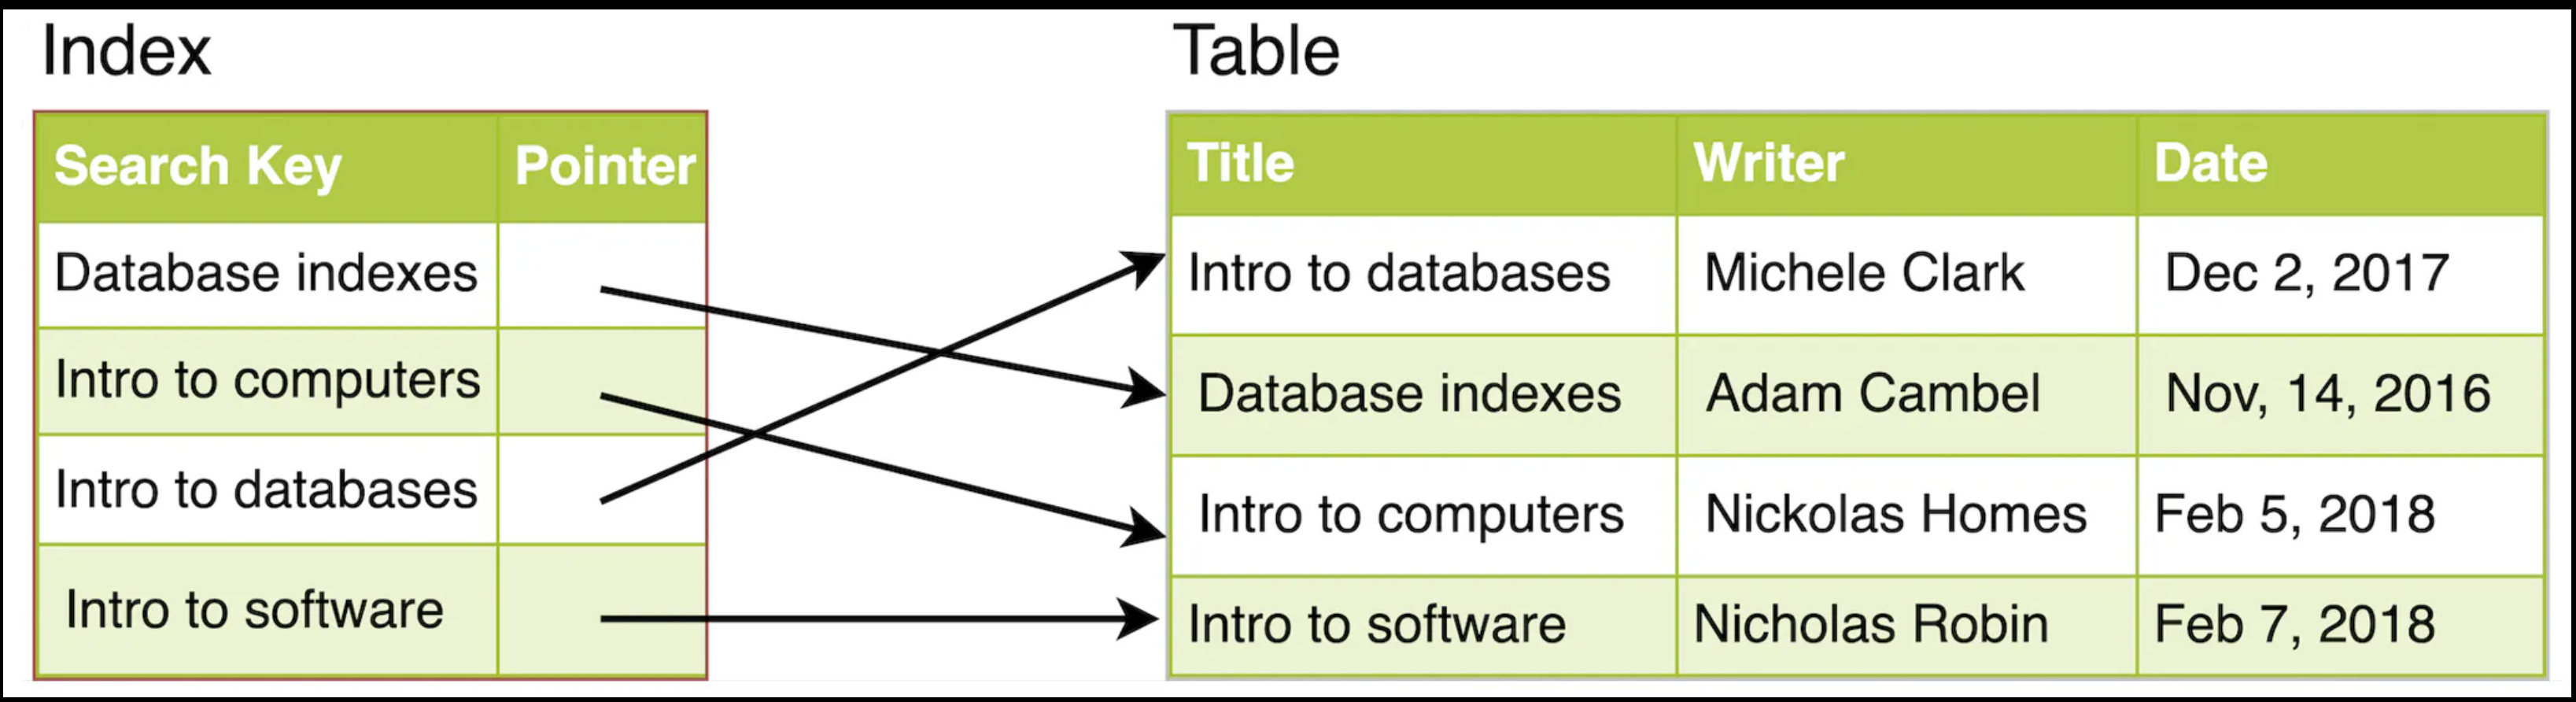 Index
Search Key Pointer
Database indexes
Intro to computers
Intro to databases
Intro to software
Table
Title Writer Date
Intro to databases Michele Clark Dec 2, 2017
Database indexes Adam Cambel Nov, 14, 2016
Intro to computers Nickolas Homes Feb 5, 2018
Intro to software Nicholas Robin Feb 7, 2018